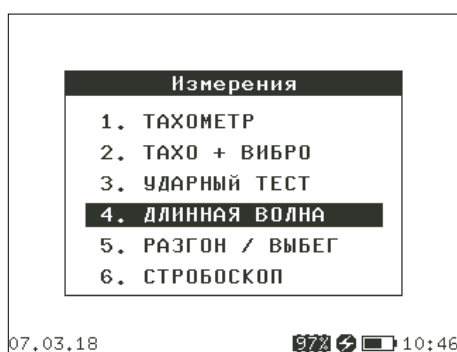 Измерения
1. ТАХОМЕТР
2. ТАХО + ВИБРО
3. УДАРНЫЙ ТЕСТ
4. ДЛИННАЯ ВОЛНА
5. РАЗГОН / ВЫБЕГ
6. СТРОБОСКОП
07.03.18 97% 10:46